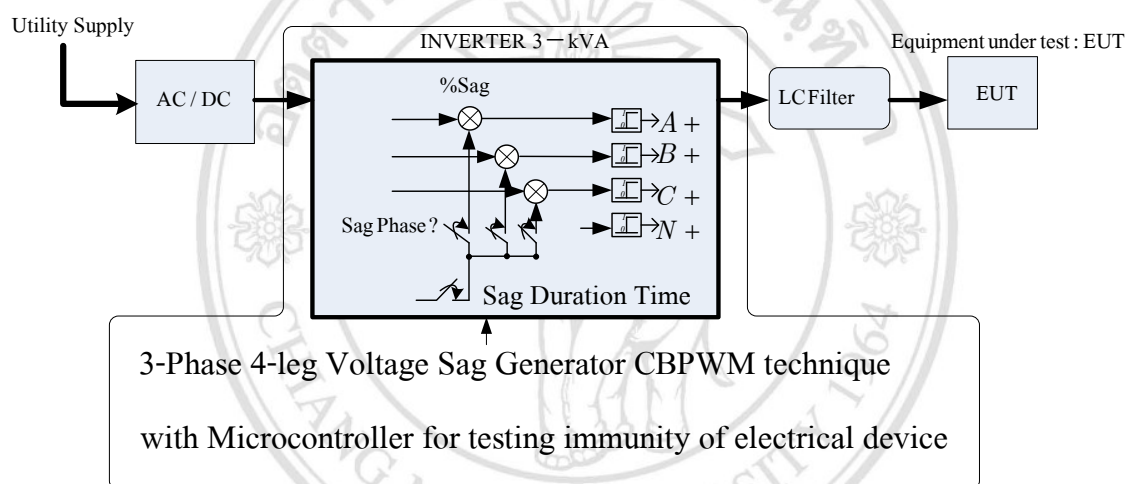 Utility Supply
INVERTER 3 – kVA
Equipment under test : EUT
AC / DC
%Sag
LC Filter
EUT
A +
B +
C +
Sag Phase ?
N +
Sag Duration Time
3-Phase 4-leg Voltage Sag Generator CBPWM technique
with Microcontroller for testing immunity of electrical device